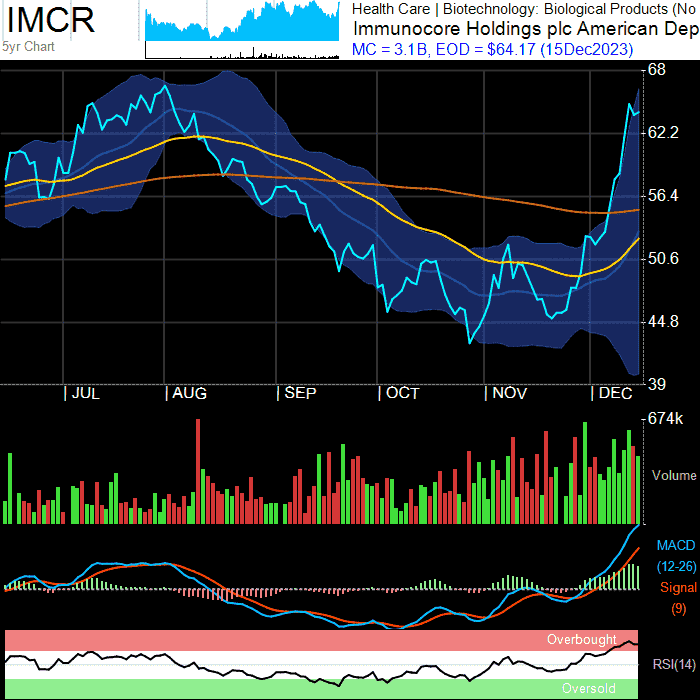 IMCR
5yr Chart
Health Care | Biotechnology: Biological Products (No
Immunocore Holdings plc American Dep
MC = 3.1B, EOD = $64.17 (15Dec2023)
68
62.2
56.4
50.6
44.8
39
| JUL | AUG | SEP | OCT | NOV | DEC
674k
Volume
MACD
(12-26)
Signal
(9)
Overbought
RSI(14)
Oversold